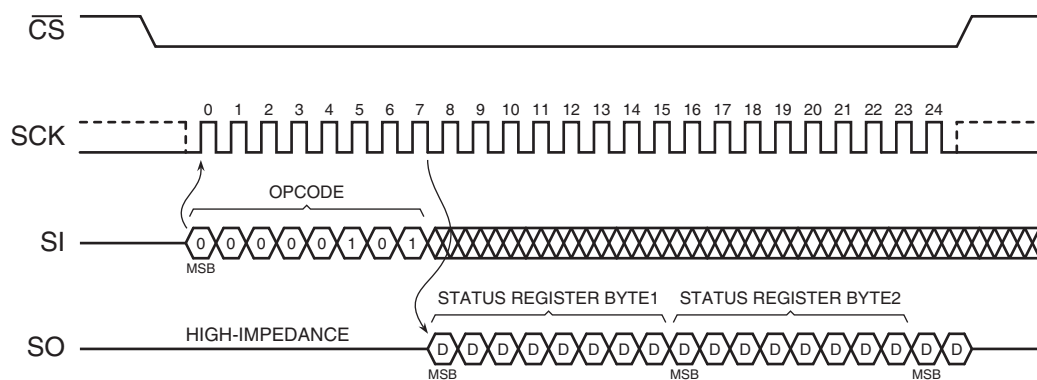 CS
SCK
0 1 2 3 4 5 6 7 8 9 10 11 12 13 14 15 16 17 18 19 20 21 22 23 24
OPCODE
SI
0 0 0 0 0 1 0 1
MSB
STATUS REGISTER BYTE1 STATUS REGISTER BYTE2
HIGH-IMPEDANCE
SO
D D D D D D D D D D D D D D D D D D
MSB MSB MSB